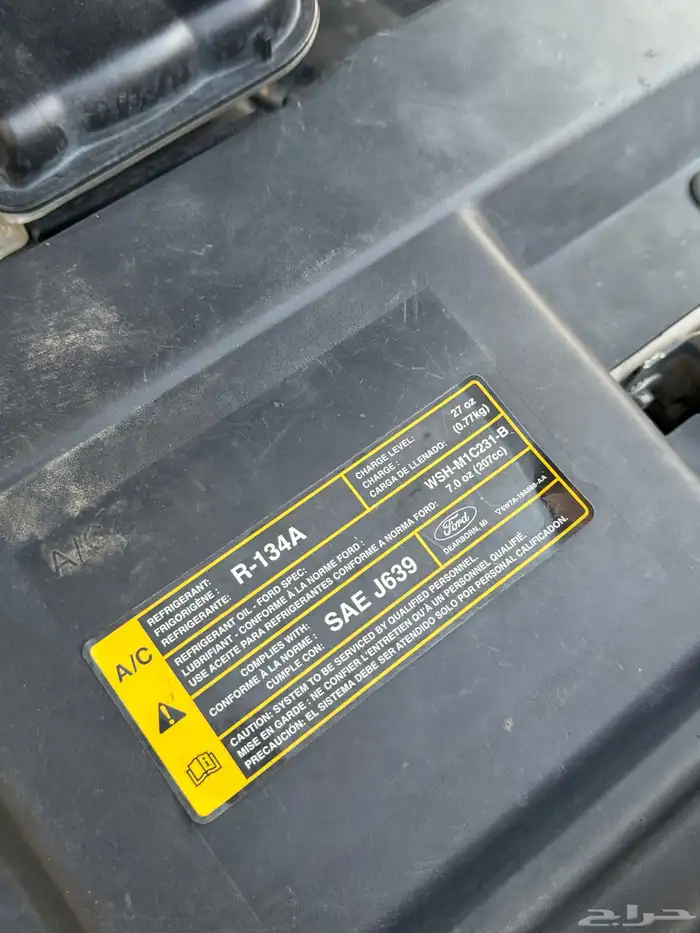 A/C
A/C
REFRIGERANT:
FRIGORIGÈNE :
REFRIGERANTE:
R-134A
CHARGE LEVEL:
CHARGE :
CARGA DE LLENADO:
27 oz
(0.77kg)
REFRIGERANT OIL - FORD SPEC:
LUBRIFIANT - CONFORME À LA NORME FORD :
USE ACEITE PARA REFRIGERANTES CONFORME A NORMA FORD:
WSH-M1C231-B
7.0 oz (207cc)
COMPLIES WITH:
CONFORME À LA NORME :
CUMPLE CON:
SAE J639
Ford
DEARBORN, MI
CAUTION: SYSTEM TO BE SERVICED BY QUALIFIED PERSONNEL.
MISE EN GARDE : NE CONFIER L'ENTRETIEN QU'À UN PERSONNEL QUALIFIÉ.
PRECAUCIÓN: EL SISTEMA DEBE SER ATENDIDO SOLO POR PERSONAL CALIFICADON.
حراج